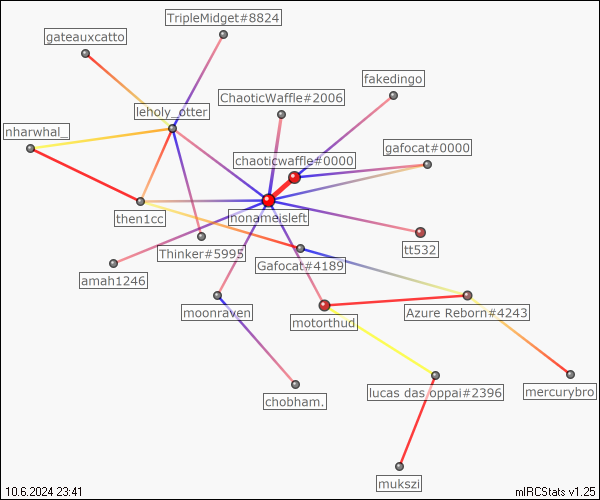 TripleMidget#8824
gateauxcatto
fakedingo
ChaoticWaffle#2006
leholy_otter
nharwhal_
gafocat#0000
chaoticwaffle#0000
then1cc
nonameisleft
tt532
Thinker#5995
Gafocat#4189
amah1246
moonraven
motorthud
Azure Reborn#4243
lucas das oppai#2396
mercurybro
chobham.
mukszi
10.6.2024 23:41
mIRCStats v1.25